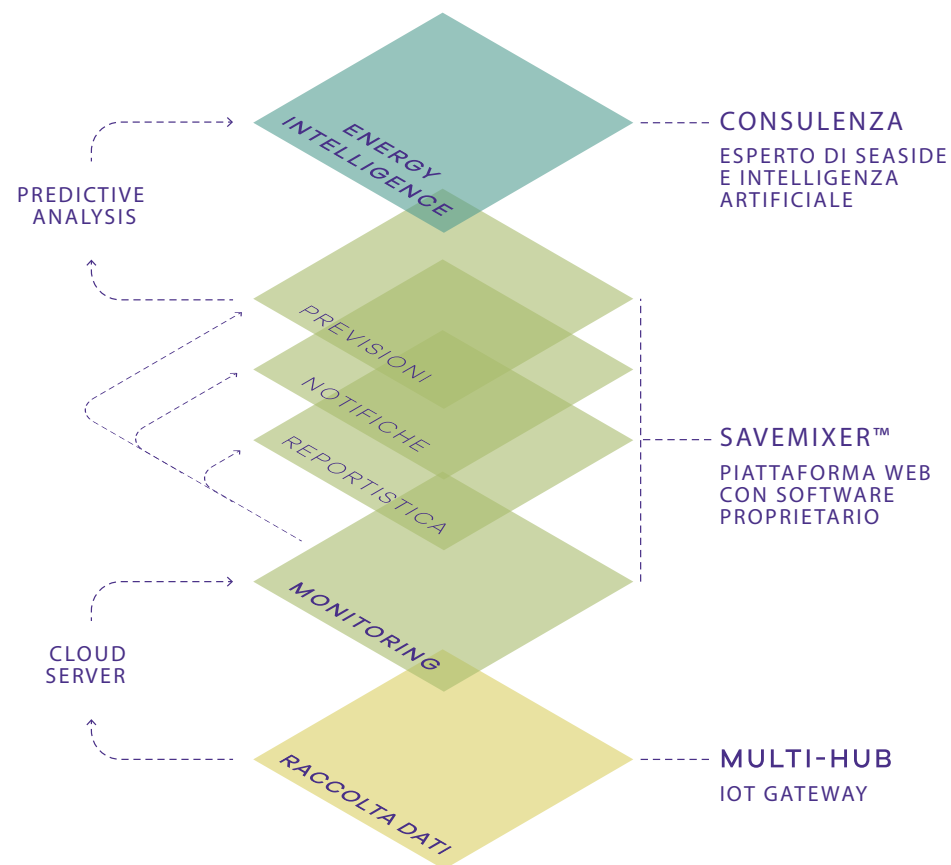 ENERGY
INTELLIGENCE
CONSULENZA
ESPERTO DI SEASIDE
E INTELLIGENZA
ARTIFICIALE
PREDICTIVE
ANALYSIS
PREVISIONI
NOTIFICHE
REPORTISTICA
SAVEMIXER™
PIATTAFORMA WEB
CON SOFTWARE
PROPRIETARIO
MONITORING
CLOUD
SERVER
RACCOLTA DATI
MULTI-HUB
IOT GATEWAY